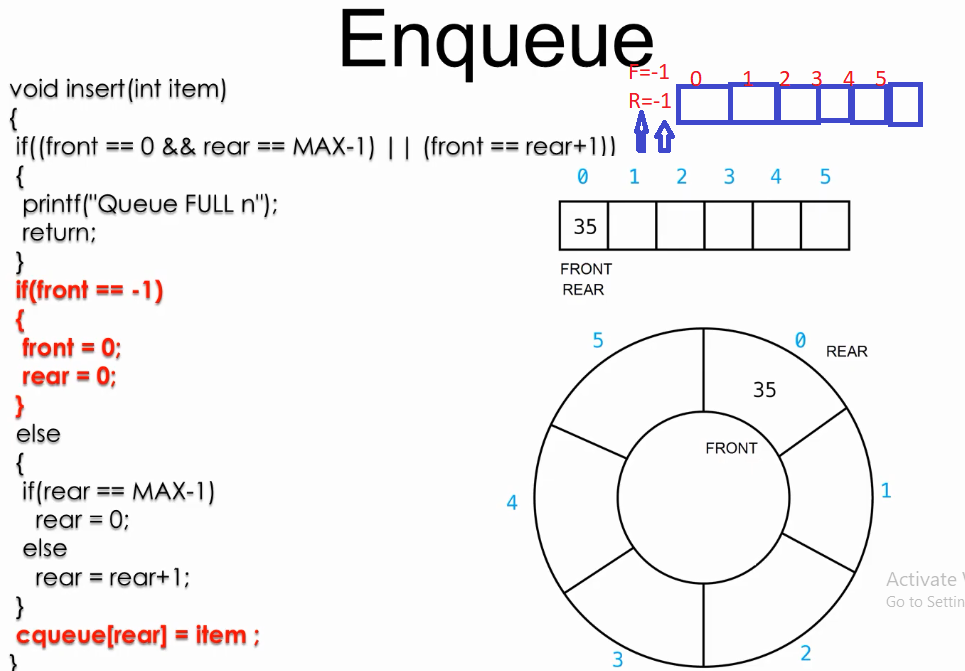 Enqueue
void insert(int item)
{
if((front == 0 && rear == MAX-1) || (front == rear+1))
{
printf("Queue FULL n");
return;
}
if(front == -1)
{
front = 0;
rear = 0;
}
else
{
if(rear == MAX-1)
rear = 0;
else
rear = rear+1;
}
cqueue[rear] = item ;
}
F=-1
R=-1
0 1 2 3 4 5
0 1 2 3 4 5
35
FRONT
REAR
5
0
REAR
35
FRONT
4
1
3
2
Activate
Go to Settin